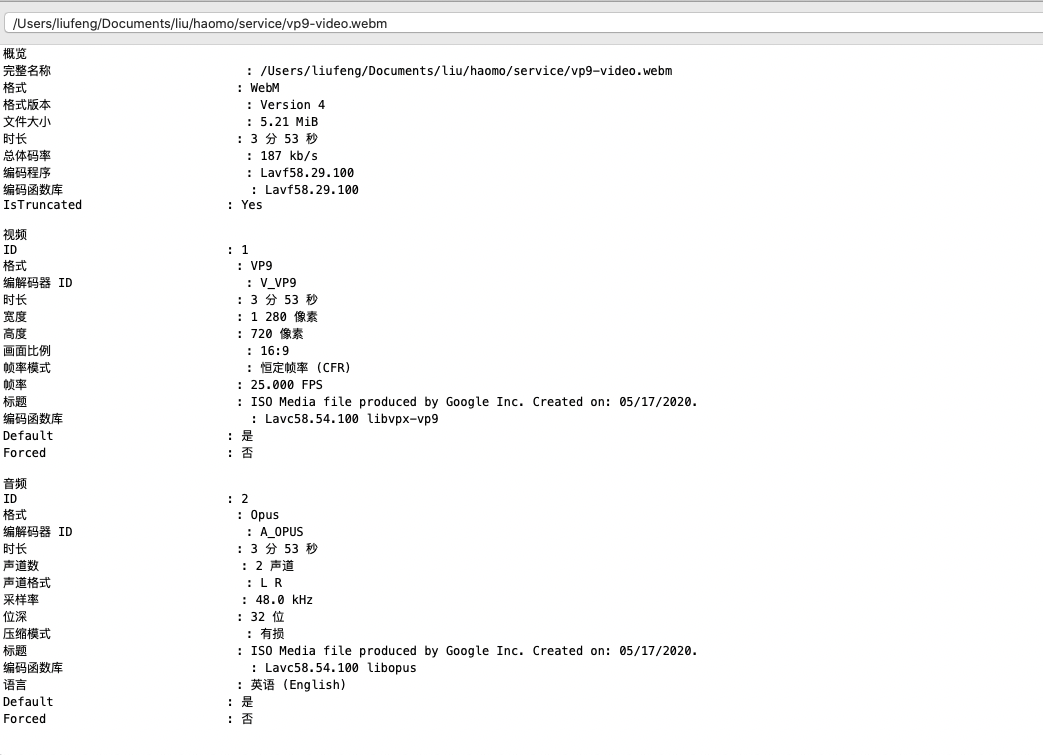 /Users/liufeng/Documents/liu/haomo/service/vp9-video.webm
概览
完整名称 : /Users/liufeng/Documents/liu/haomo/service/vp9-video.webm
格式 : WebM
格式版本 : Version 4
文件大小 : 5.21 MiB
时长 : 3 分 53 秒
总体码率 : 187 kb/s
编码程序 : Lavf58.29.100
编码函数库 : Lavf58.29.100
IsTruncated : Yes
视频
ID : 1
格式 : VP9
编解码器 ID : V_VP9
时长 : 3 分 53 秒
宽度 : 1 280 像素
高度 : 720 像素
画面比例 : 16:9
帧率模式 : 恒定帧率 (CFR)
帧率 : 25.000 FPS
标题 : ISO Media file produced by Google Inc. Created on: 05/17/2020.
编码函数库 : Lavc58.54.100 libvpx-vp9
Default : 是
Forced : 否
音频
ID : 2
格式 : Opus
编解码器 ID : A_OPUS
时长 : 3 分 53 秒
声道数 : 2 声道
声道格式 : L R
采样率 : 48.0 kHz
位深 : 32 位
压缩模式 : 有损
标题 : ISO Media file produced by Google Inc. Created on: 05/17/2020.
编码函数库 : Lavc58.54.100 libopus
语言 : 英语 (English)
Default : 是
Forced : 否